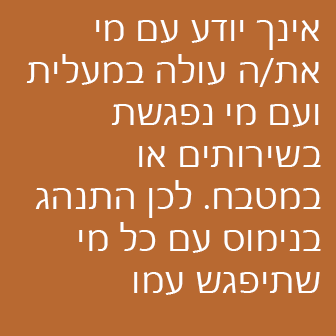 אינך יודע עם מי
את/ה עולה במעלית
ועם מי נפגשת
בשירותים או
במטבח. לכן התנהג
בנימוס עם כל מי
שתיפגש עמו